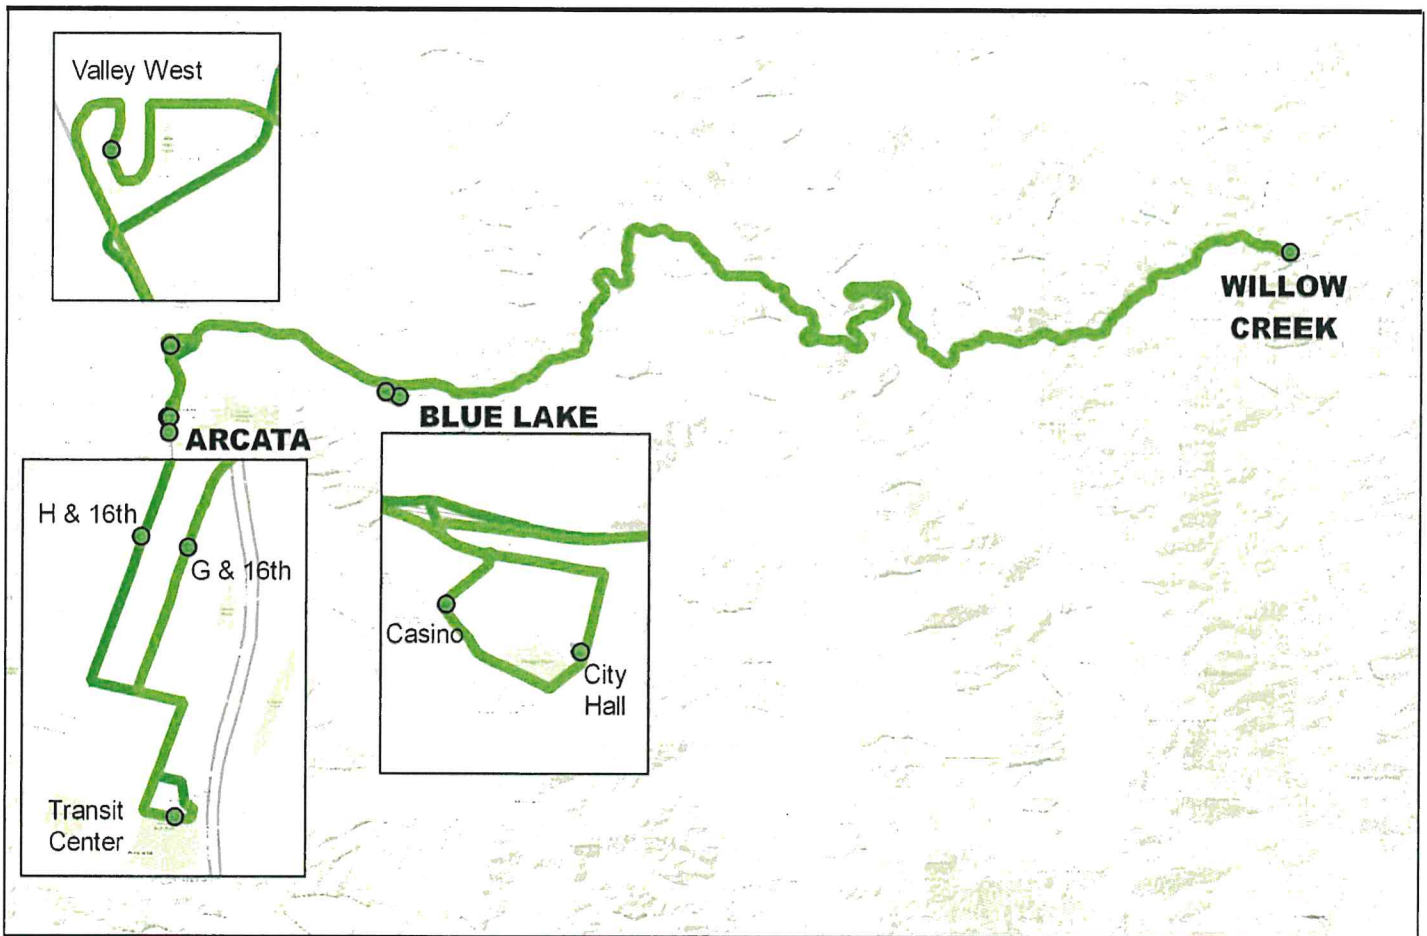 Valley West
WILLOW
CREEK
BLUE LAKE
ARCATA
H & 16th
G & 16th
Casino
City
Hall
Transit
Center